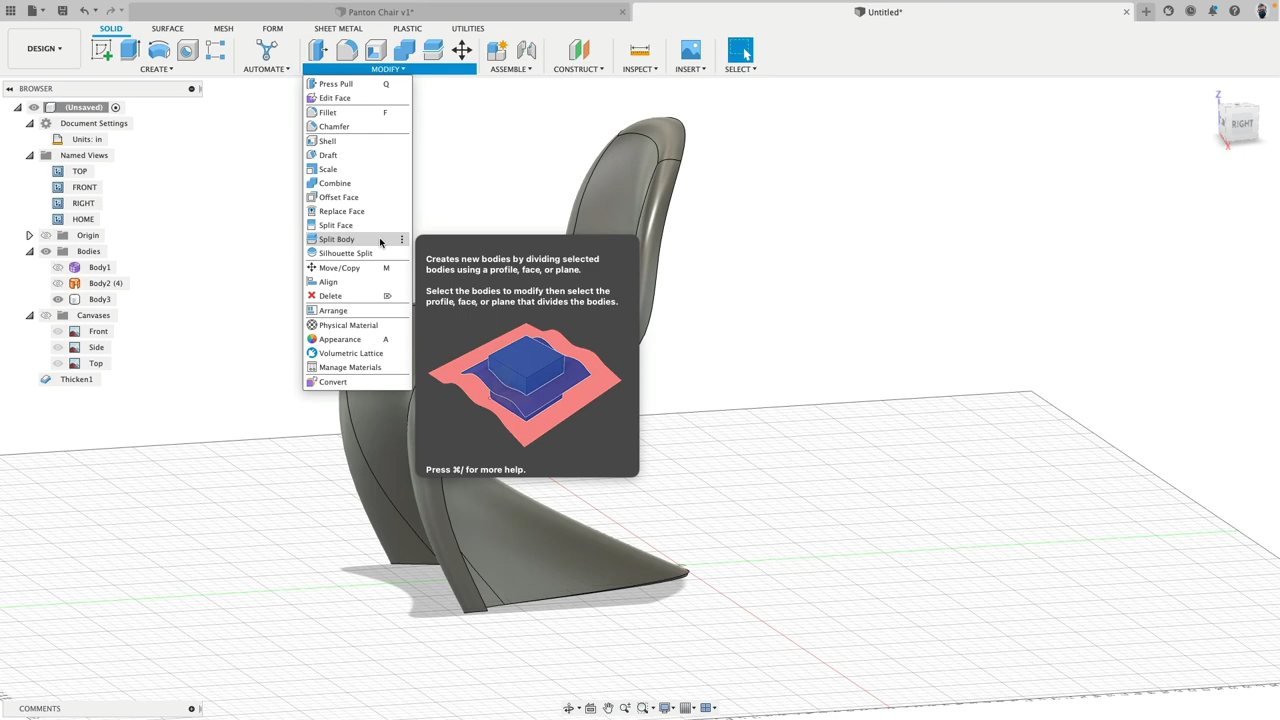 Panton Chair v1*
Untitled*
SOLID SURFACE MESH FORM SHEET METAL PLASTIC UTILITIES
DESIGN
CREATE AUTOMATE MODIFY ASSEMBLE CONSTRUCT INSPECT INSERT SELECT
BROWSER
(Unsaved)
Document Settings
Units: in
Named Views
TOP
FRONT
RIGHT
HOME
Origin
Bodies
Body1
Body2 (4)
Body3
Canvases
Front
Side
Top
Thicken1
Press Pull Q
Edit Face
Fillet F
Chamfer
Shell
Draft
Scale
Combine
Offset Face
Replace Face
Split Face
Split Body
Silhouette Split
Move/Copy M
Align
Delete
Arrange
Physical Material
Appearance A
Volumetric Lattice
Manage Materials
Convert
Creates new bodies by dividing selected
bodies using a profile, face, or plane.
Select the bodies to modify then select the
profile, face, or plane that divides the bodies.
Press ⌘/ for more help.
Z
RIGHT
X
COMMENTS